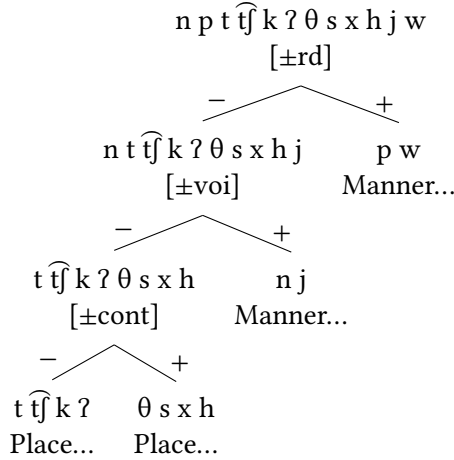 n p t t͡ʃ k ʔ θ s x h j w
[±rd]
− +
n t t͡ʃ k ʔ θ s x h j p w
[±voi] Manner...
− +
t t͡ʃ k ʔ θ s x h n j
[±cont] Manner...
− +
t t͡ʃ k ʔ θ s x h
Place... Place...